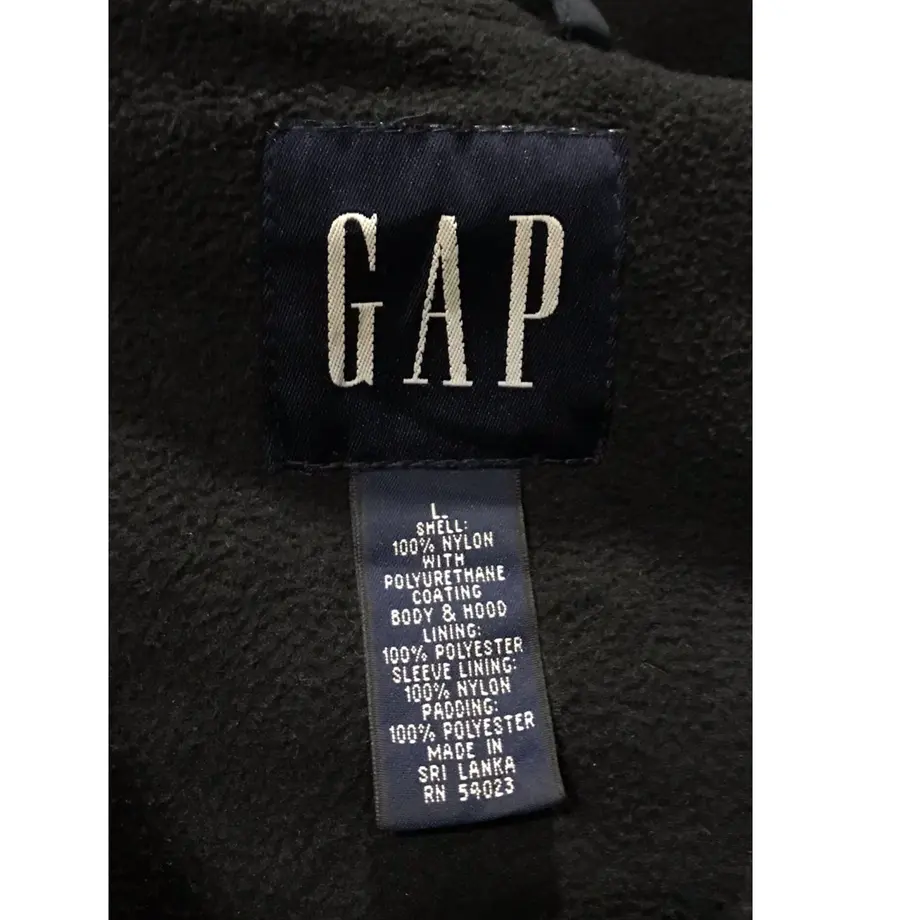 GAP
L.
SHELL:
100% NYLON
WITH
POLYURETHANE
COATING
BODY & HOOD
LINING:
100% POLYESTER
SLEEVE LINING:
100% NYLON
PADDING:
100% POLYESTER
MADE IN
SRI LANKA
RN 54023